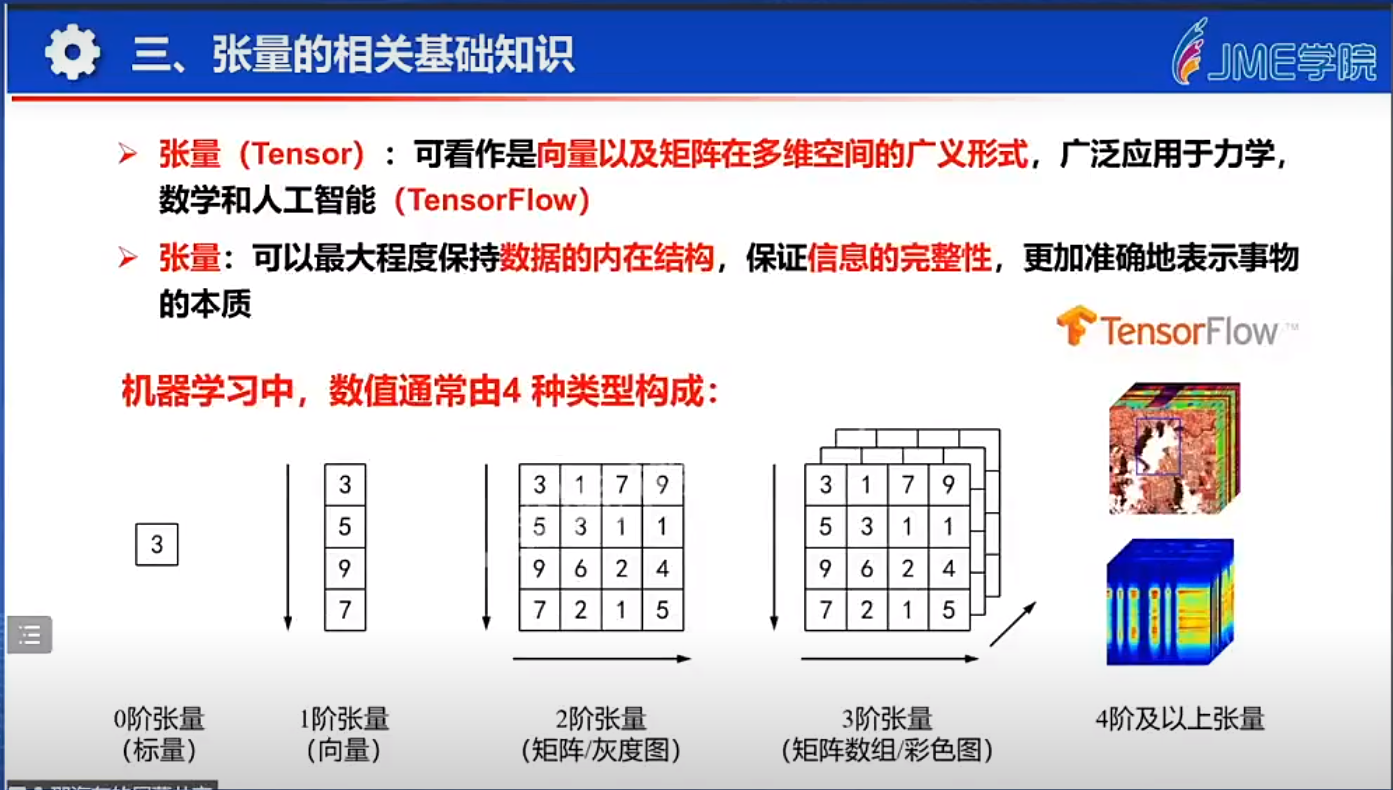 三、张量的相关基础知识
JME学院
张量（Tensor）：可看作是向量以及矩阵在多维空间的广义形式，广泛应用于力学，
数学和人工智能（TensorFlow）
张量：可以最大程度保持数据的内在结构，保证信息的完整性，更加准确地表示事物
的本质
TensorFlow™
机器学习中，数值通常由4 种类型构成：
3
3
5
9
7
3 1 7 9
5 3 1 1
9 6 2 4
7 2 1 5
3 1 7 9
5 3 1 1
9 6 2 4
7 2 1 5
0阶张量
（标量）
1阶张量
（向量）
2阶张量
（矩阵/灰度图）
3阶张量
（矩阵数组/彩色图）
4阶及以上张量